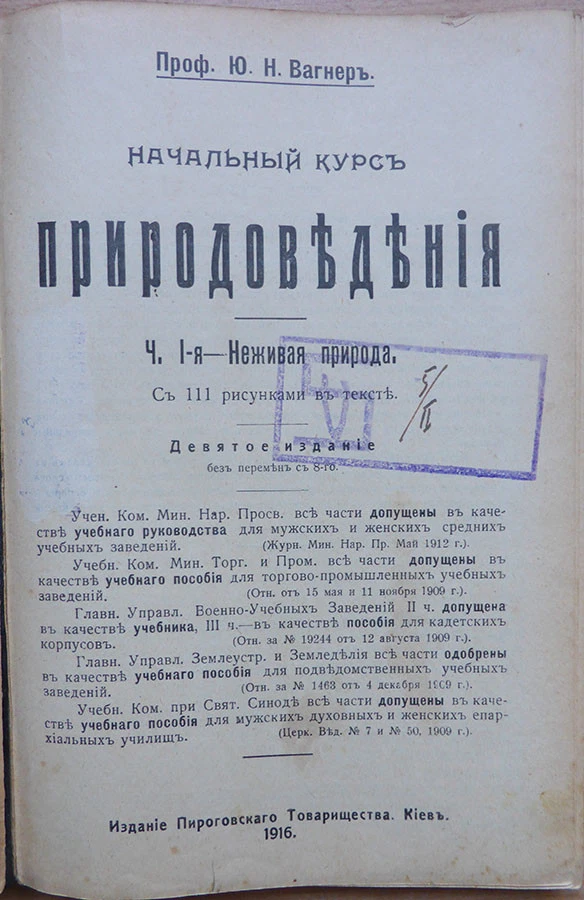 Проф. Ю. Н. Вагнеръ.
НАЧАЛЬНЫЙ КУРСЪ
ПРИРОДОВѢДѢНІЯ
Ч. I-я—Неживая природа.
Съ 111 рисунками въ текстѣ.
5/II
Девятое изданіе
безъ перемѣнъ съ 8-го.
Учен. Ком. Мин. Нар. Просв. всѣ части допущены въ каче-
ствѣ учебнаго руководства для мужскихъ и женскихъ среднихъ
учебныхъ заведеній. (Журн. Мин. Нар. Пр. Май 1912 г.).
Учебн. Ком. Мин. Торг. и Пром. всѣ части допущены въ
качествѣ учебнаго пособія для торгово-промышленныхъ учебныхъ
заведеній. (Отн. отъ 15 мая и 11 ноября 1909 г.).
Главн. Управл. Военно-Учебныхъ Заведеній II ч. допущена
въ качествѣ учебника, III ч.—въ качествѣ пособія для кадетскихъ
корпусовъ. (Отн. за № 19244 отъ 12 августа 1909 г.).
Главн. Управл. Землеустр. и Земледѣлія всѣ части одобрены
въ качествѣ учебнаго пособія для подвѣдомственныхъ учебныхъ
заведеній. (Отн. за № 1463 отъ 4 декабря 1909 г.).
Учебн. Ком. при Свят. Синодѣ всѣ части допущены въ каче-
ствѣ учебнаго пособія для мужскихъ духовныхъ и женскихъ епар-
хіальныхъ училищъ. (Церк. Вѣд. № 7 и № 50, 1909 г.).
Изданіе Пироговскаго Товарищества. Кіевъ.
1916.